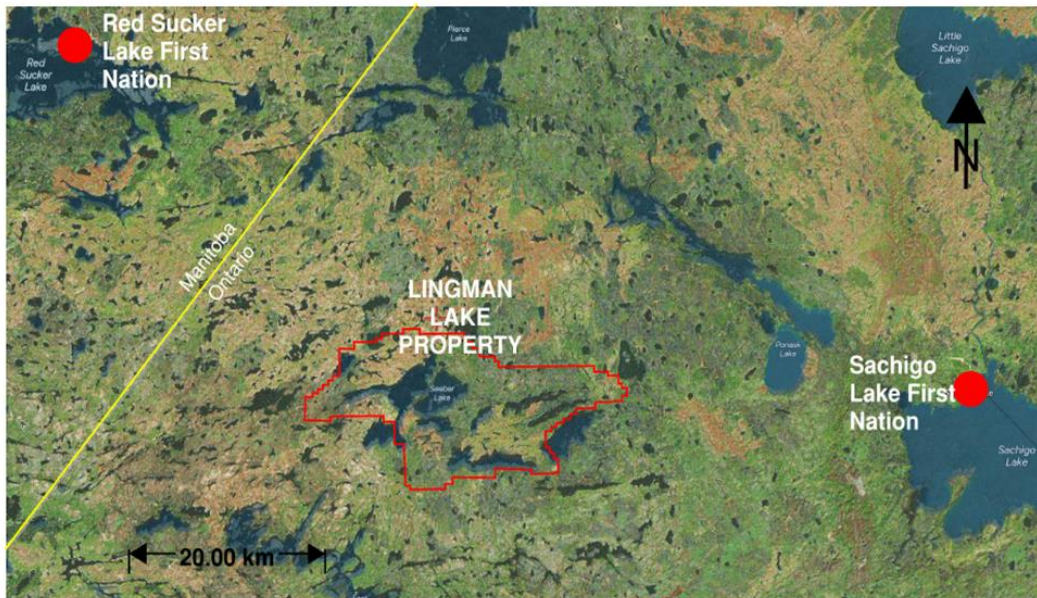 Red Sucker
Lake First
Nation
Red
Sucker
Lake
Pierce
Lake
Little
Sachigo
Lake
N
Manitoba
Ontario
LINGMAN
LAKE
PROPERTY
Seeber
Lake
Ponask
Lake
Sachigo
Lake First
Nation
Sachigo
Lake
20.00 km